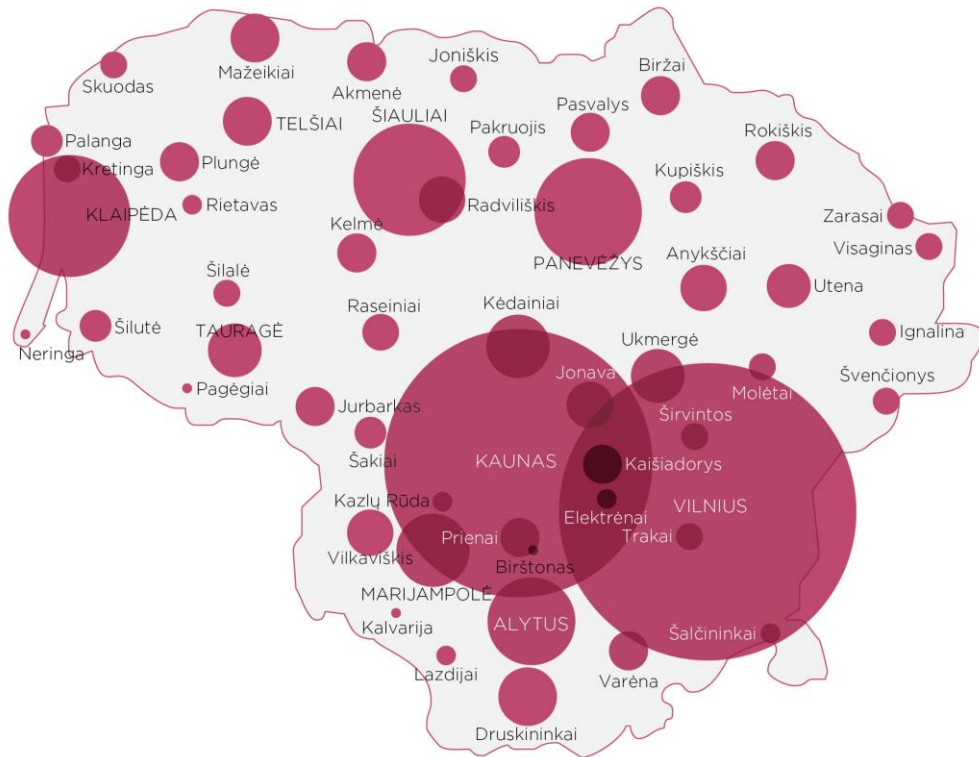 Skuodas
Mažeikiai
Akmenė
Joniškis
Biržai
Pasvalys
ŠIAULIAI
TELŠIAI
Palanga
Pakruojis
Rokiškis
Kretinga
Plungė
Kupiškis
Rietavas
Radviliškis
KLAIPĖDA
Zarasai
Kelmė
Visaginas
PANEVĖŽYS
Anykščiai
Šilalė
Utena
Raseiniai
Kėdainiai
Šilutė
TAURAGĖ
Ignalina
Ukmergė
Neringa
Jonava
Molėtai
Švenčionys
Pagėgiai
Jurbarkas
Širvintos
Šakiai
KAUNAS
Kaišiadorys
Kazlų Rūda
VILNIUS
Elektrėnai
Prienai
Trakai
Vilkaviškis
Birštonas
MARIJAMPOLĖ
ALYTUS
Kalvarija
Šalčininkai
Lazdijai
Varėna
Druskininkai